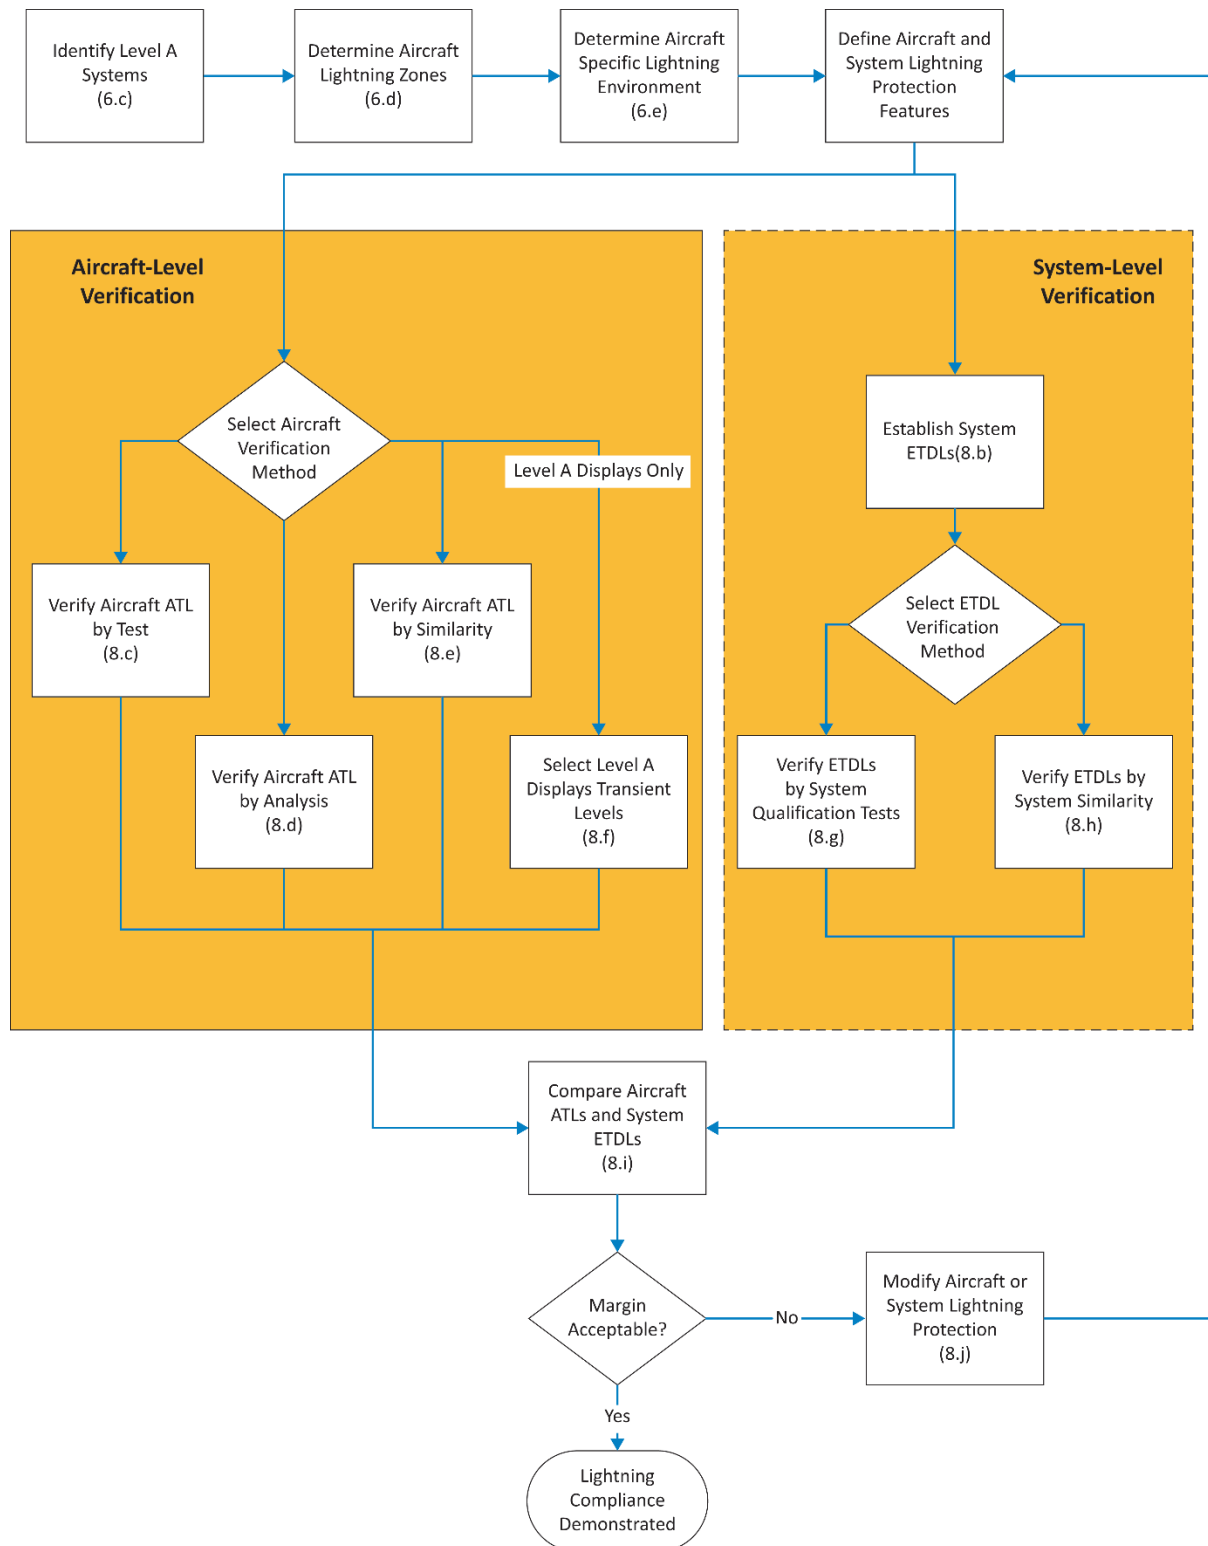 Identify Level A
Systems
(6.c)
Determine Aircraft
Lightning Zones
(6.d)
Determine Aircraft
Specific Lightning
Environment
(6.e)
Define Aircraft and
System Lightning
Protection
Features
Aircraft-Level
Verification
System-Level
Verification
Select Aircraft
Verification
Method
Level A Displays Only
Establish System
ETDLs(8.b)
Verify Aircraft ATL
by Test
(8.c)
Verify Aircraft ATL
by Similarity
(8.e)
Select ETDL
Verification
Method
Verify Aircraft ATL
by Analysis
(8.d)
Select Level A
Displays Transient
Levels
(8.f)
Verify ETDLs
by System
Qualification Tests
(8.g)
Verify ETDLs by
System Similarity
(8.h)
Compare Aircraft
ATLs and System
ETDLs
(8.i)
Margin
Acceptable?
No
Modify Aircraft or
System Lightning
Protection
(8.j)
Yes
Lightning
Compliance
Demonstrated